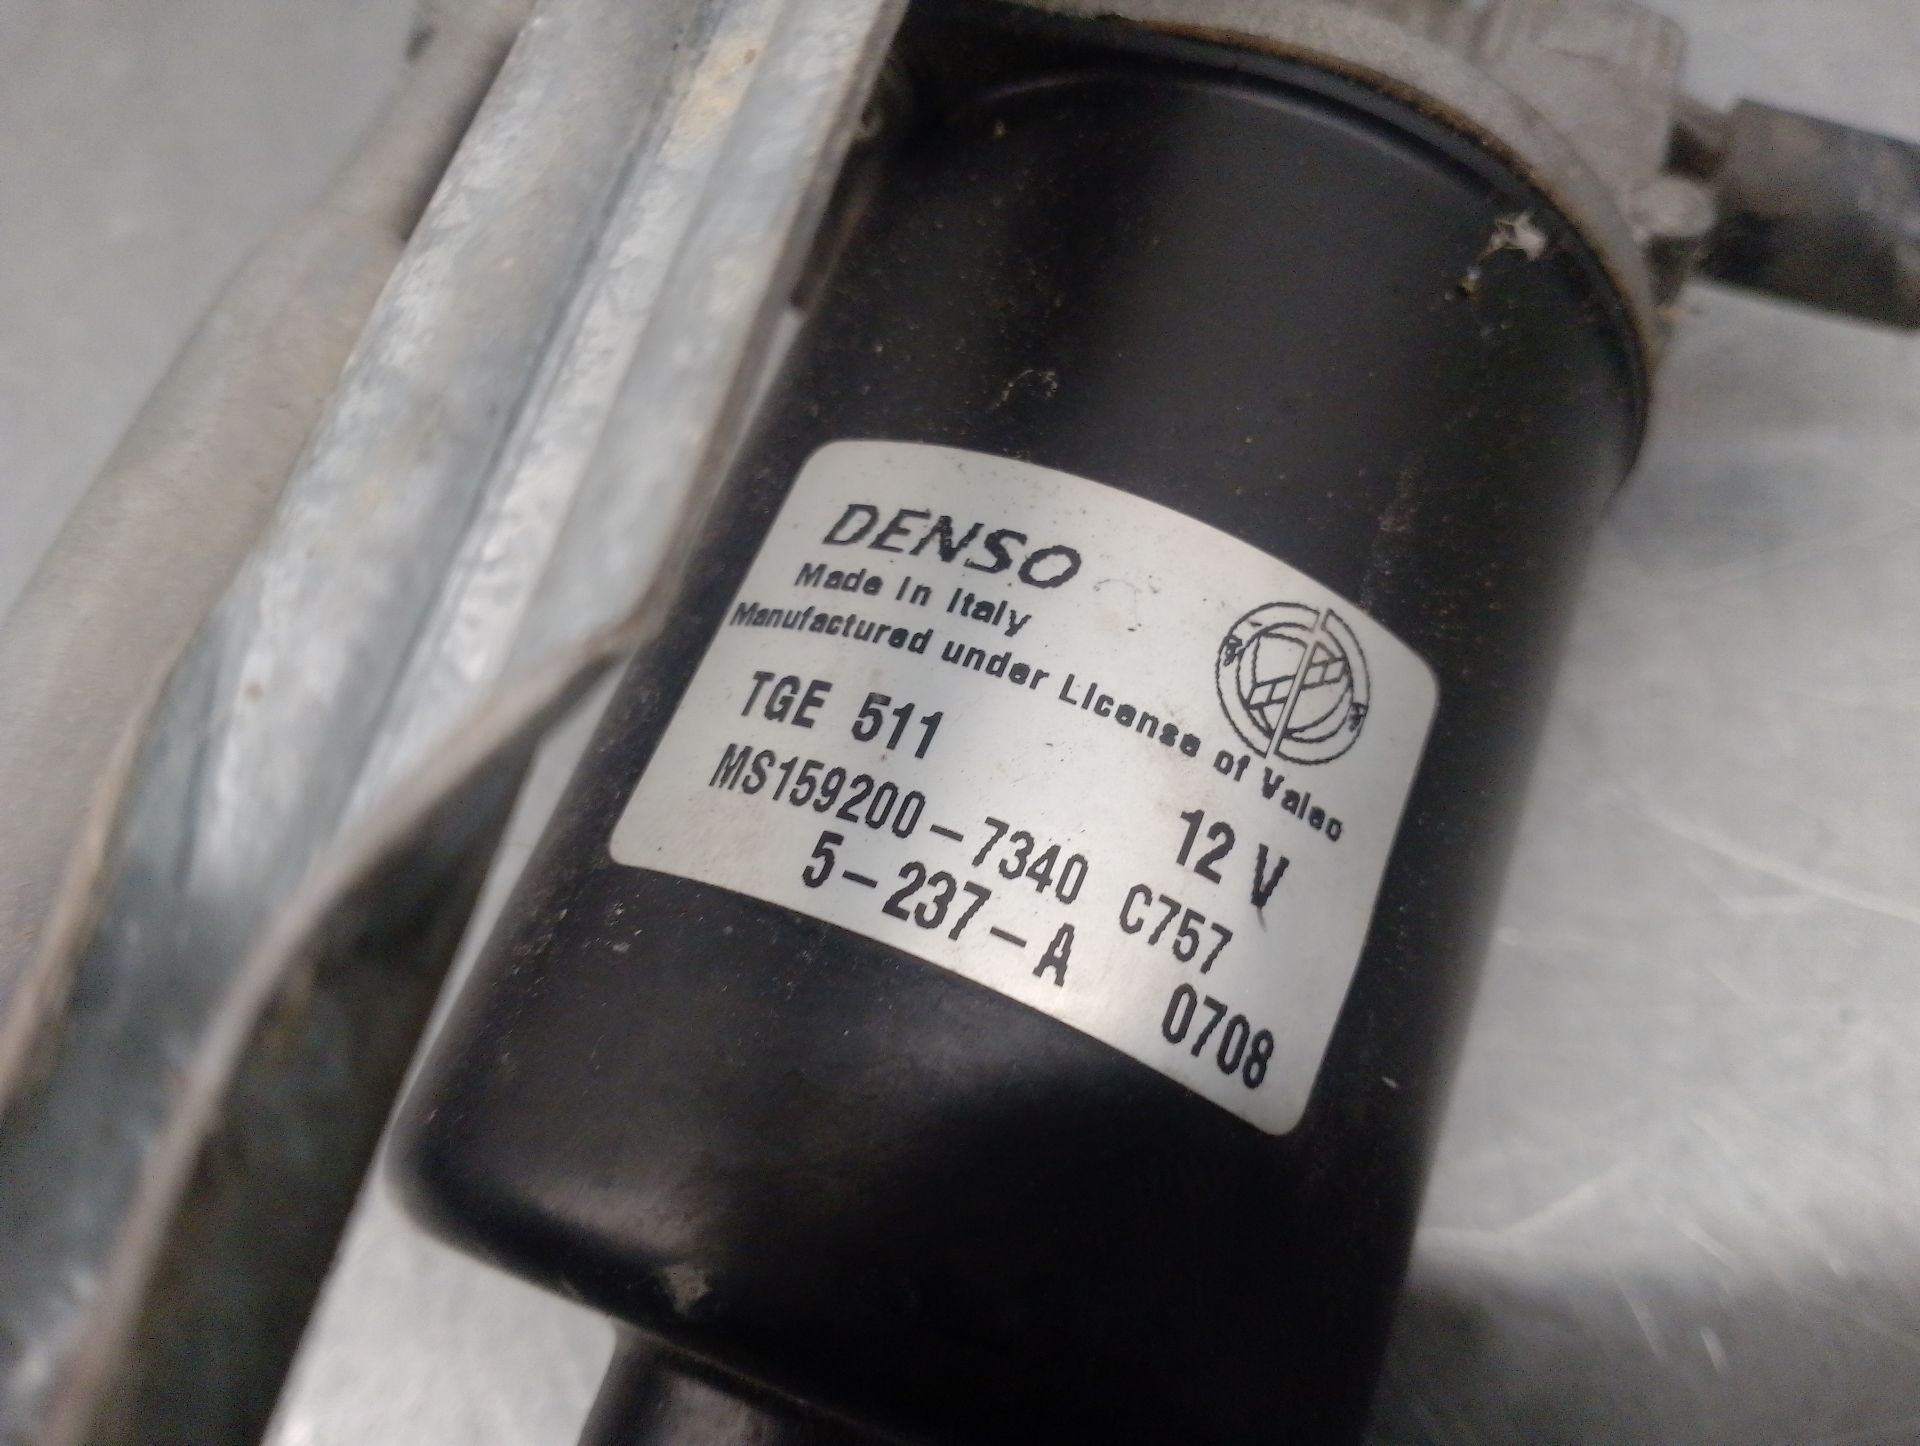 DENSO
Made in Italy
Manufactured under License of Valeo
TGE 511 12 V
MS159200-7340 C757
5-237-A 0708